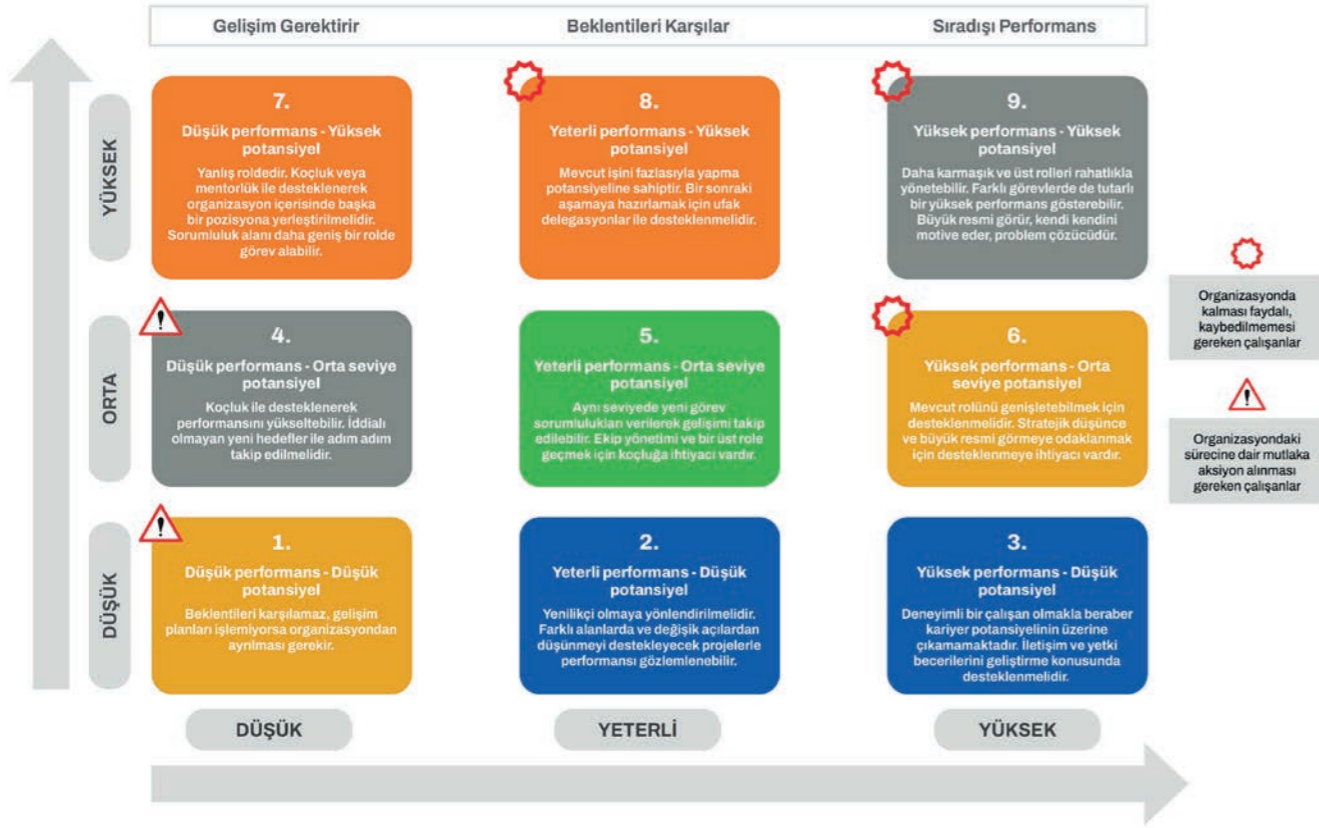 Gelişim Gerektirir
Beklentileri Karşılar
Sıradışı Performans
YÜKSEK
7.
Düşük performans - Yüksek
potansiyel
Yanlış roldedir. Koçluk veya
mentorlük ile desteklenerek
organizasyon içerisinde başka
bir pozisyona yerleştirilmelidir.
Sorumluluk alanı daha geniş bir rolde
görev alabilir.
8.
Yeterli performans - Yüksek
potansiyel
Mevcut işini fazlasıyla yapma
potansiyeline sahiptir. Bir sonraki
aşamaya hazırlamak için ufak
delegasyonlar ile desteklenmelidir.
9.
Yüksek performans - Yüksek
potansiyel
Daha karmaşık ve üst rolleri rahatlıkla
yönetebilir. Farklı görevlerde de tutarlı
bir yüksek performans gösterebilir.
Büyük resmi görür, kendi kendini
motive eder, problem çözücüdür.
ORTA
4.
Düşük performans - Orta seviye
potansiyel
Koçluk ile desteklenerek
performansını yükseltebilir. İddialı
olmayan yeni hedefler ile adım adım
takip edilmelidir.
5.
Yeterli performans - Orta seviye
potansiyel
Aynı seviyede yeni görev
sorumlulukları verilerek gelişimi takip
edilebilir. Ekip yönetimi ve bir üst role
geçmek için koçluğa ihtiyacı vardır.
6.
Yüksek performans - Orta
seviye potansiyel
Mevcut rolünü genişletebilmek için
desteklenmelidir. Stratejik düşünce
ve büyük resmi görmeye odaklanmak
için desteklenmeye ihtiyacı vardır.
DÜŞÜK
1.
Düşük performans - Düşük
potansiyel
Beklentileri karşılamaz, gelişim
planları işlemiyorsa organizasyondan
ayrılması gerekir.
2.
Yeterli performans - Düşük
potansiyel
Yenilikçi olmaya yönlendirilmelidir.
Farklı alanlarda ve değişik açılardan
düşünmeyi destekleyecek projelerle
performansı gözlemlenebilir.
3.
Yüksek performans - Düşük
potansiyel
Deneyimli bir çalışan olmakla beraber
kariyer potansiyelinin üzerine
çıkamamaktadır. İletişim ve yetki
becerilerini geliştirme konusunda
desteklenmelidir.
DÜŞÜK
YETERLİ
YÜKSEK
Organizasyonda
kalması faydalı,
kaybedilmemesi
gereken çalışanlar
!
Organizasyondaki
sürecine dair mutlaka
aksiyon alınması
gereken çalışanlar